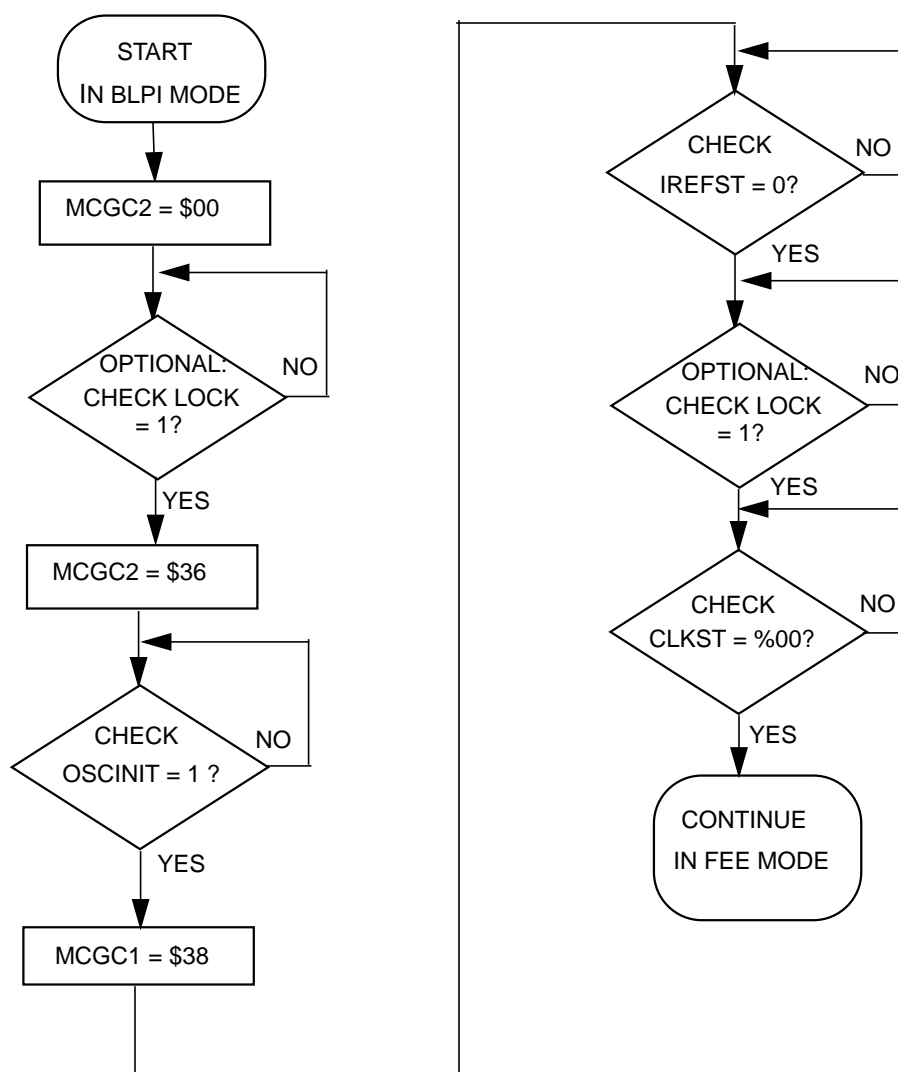 START
IN BLPI MODE
MCGC2 = $00
OPTIONAL:
CHECK LOCK
= 1?
NO
YES
MCGC2 = $36
CHECK
OSCINIT = 1 ?
NO
YES
MCGC1 = $38
CHECK
IREFST = 0?
NO
YES
OPTIONAL:
CHECK LOCK
= 1?
NO
YES
CHECK
CLKST = %00?
NO
YES
CONTINUE
IN FEE MODE